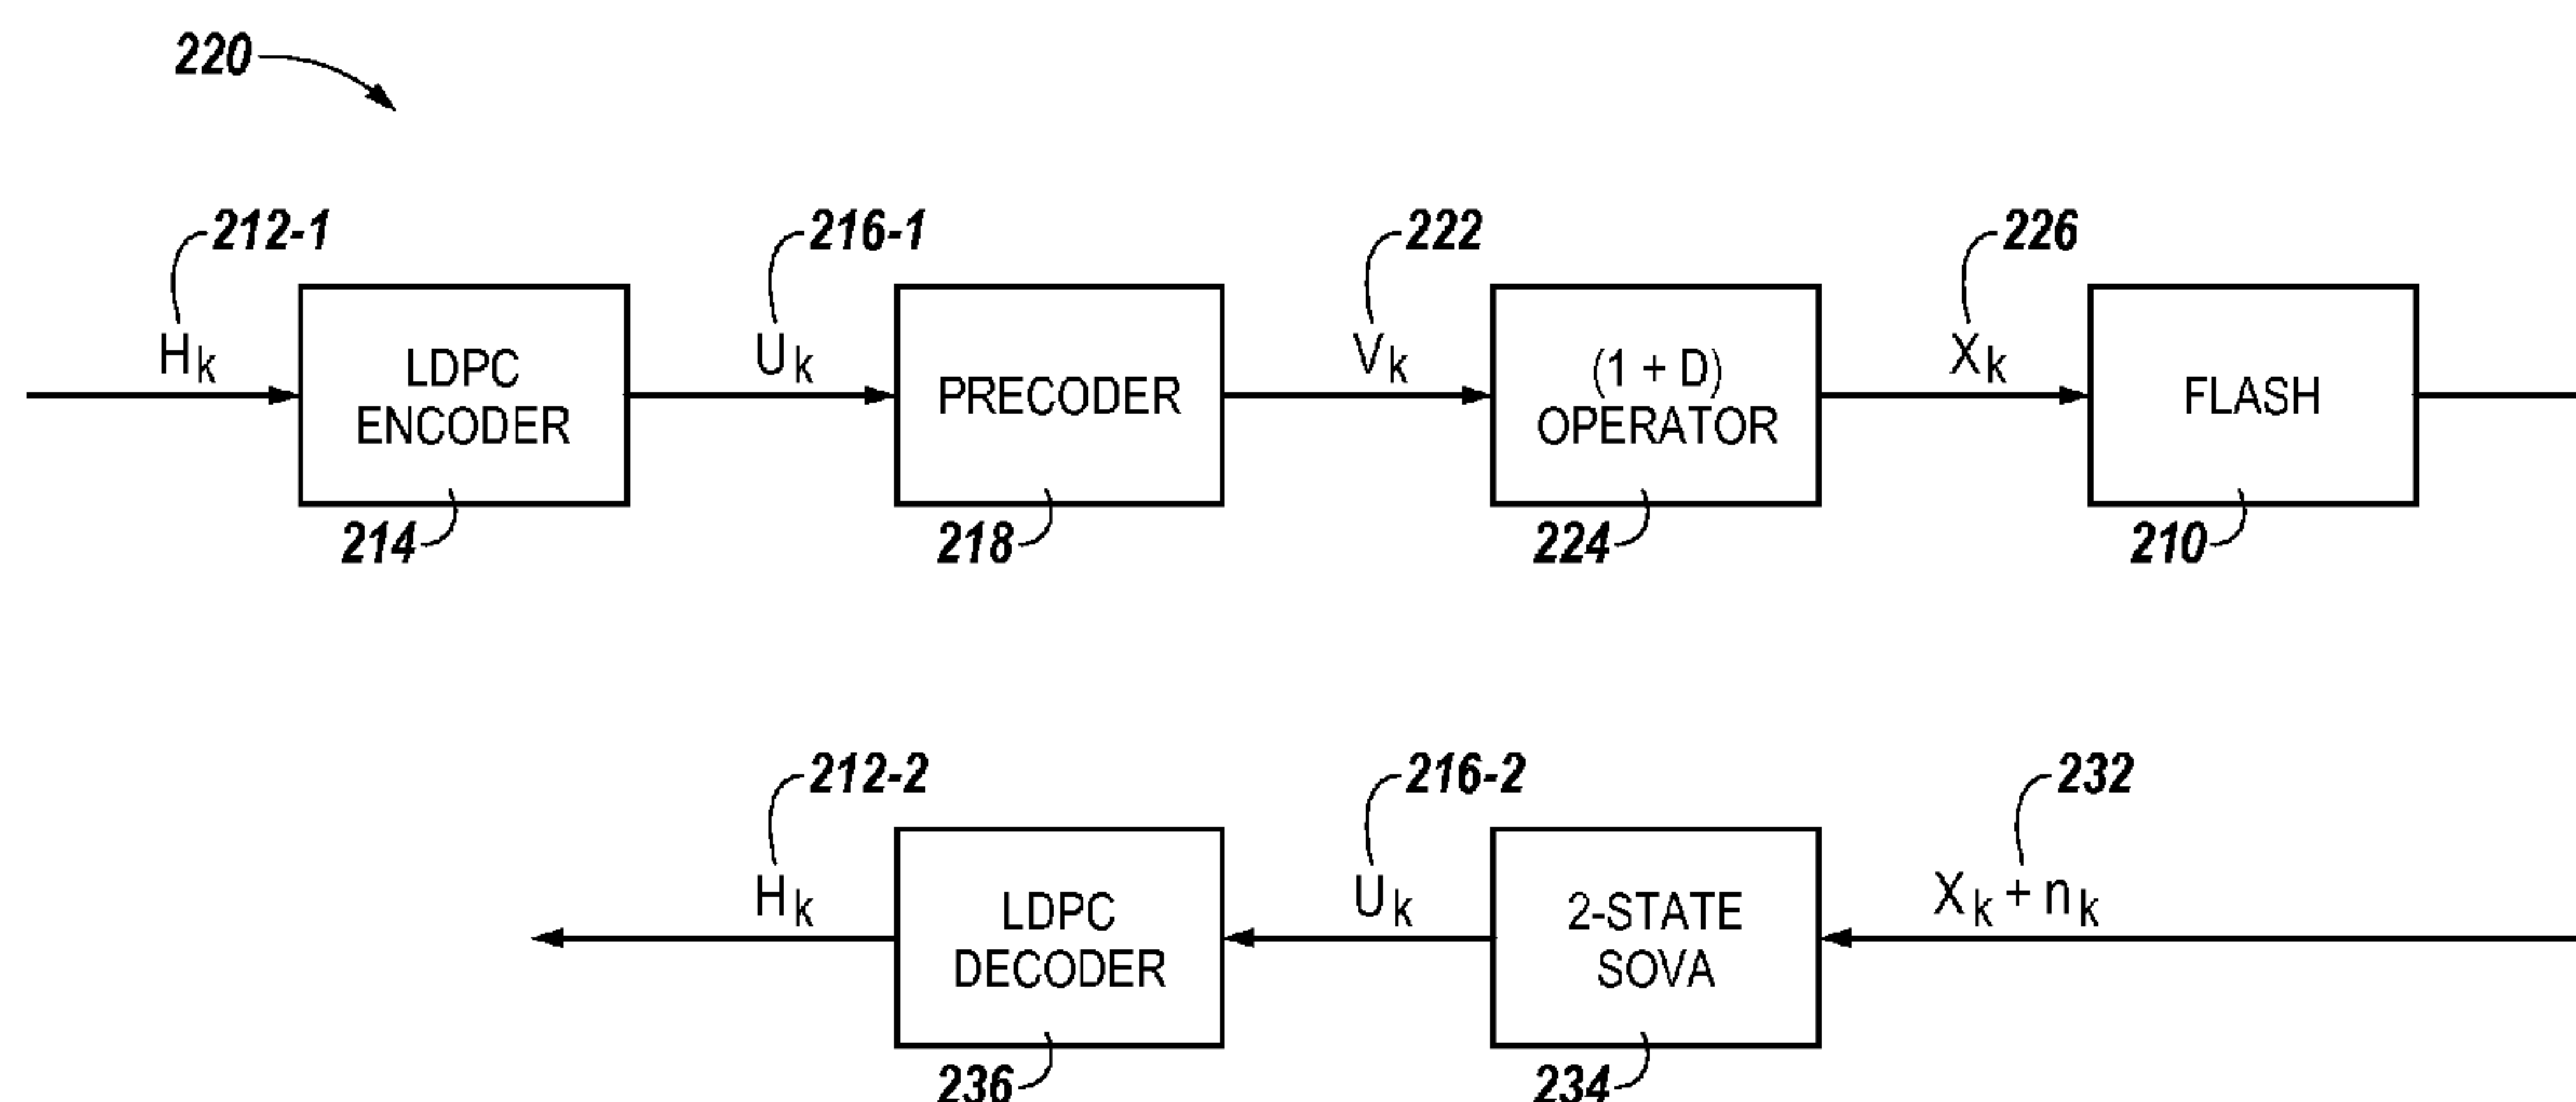 220
212-1
216-1
222
226
Hk
LDPC
ENCODER
Uk
PRECODER
Vk
(1 + D)
OPERATOR
Xk
FLASH
214
218
224
210
212-2
216-2
232
Hk
LDPC
DECODER
Uk
2-STATE
SOVA
Xk + nk
236
234